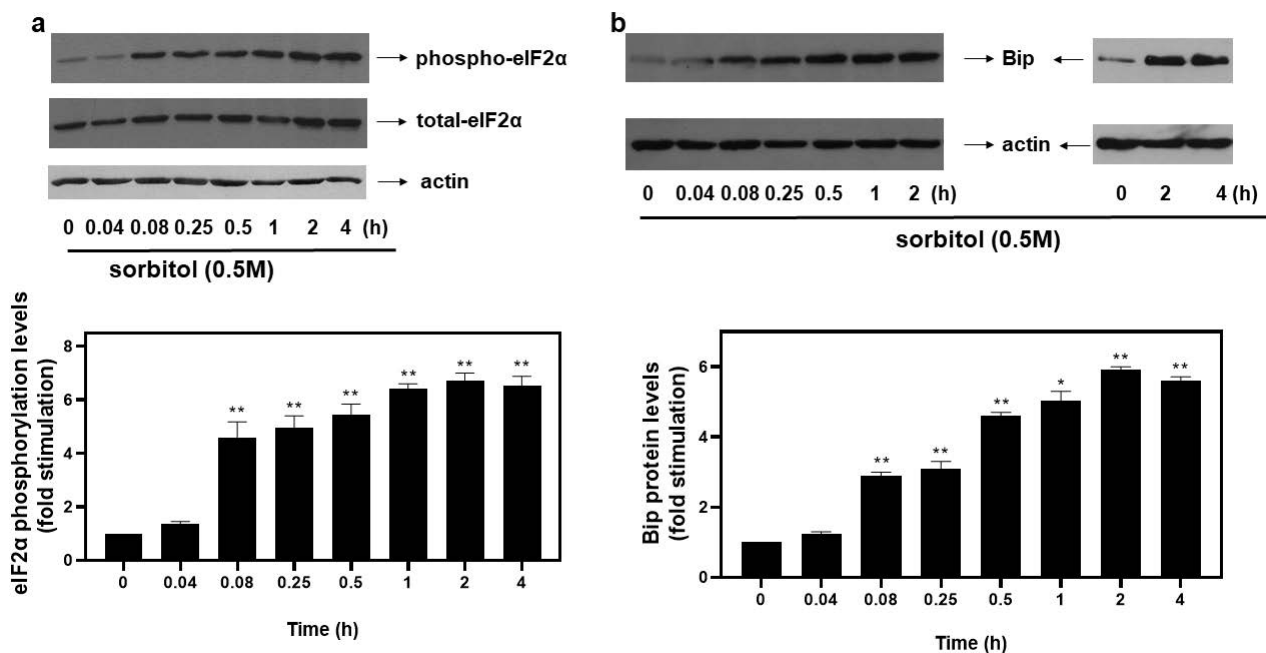 a
phospho-eIF2α
total-eIF2α
actin
0 0.04 0.08 0.25 0.5 1 2 4 (h)
sorbitol (0.5M)
eIF2α phosphorylation levels
(fold stimulation)
8
6
4
2
0
** ** ** ** ** **
0 0.04 0.08 0.25 0.5 1 2 4
Time (h)
b
Bip
actin
0 0.04 0.08 0.25 0.5 1 2 (h)
0 2 4 (h)
sorbitol (0.5M)
Bip protein levels
(fold stimulation)
6
4
2
0
** ** ** * ** **
0 0.04 0.08 0.25 0.5 1 2 4
Time (h)